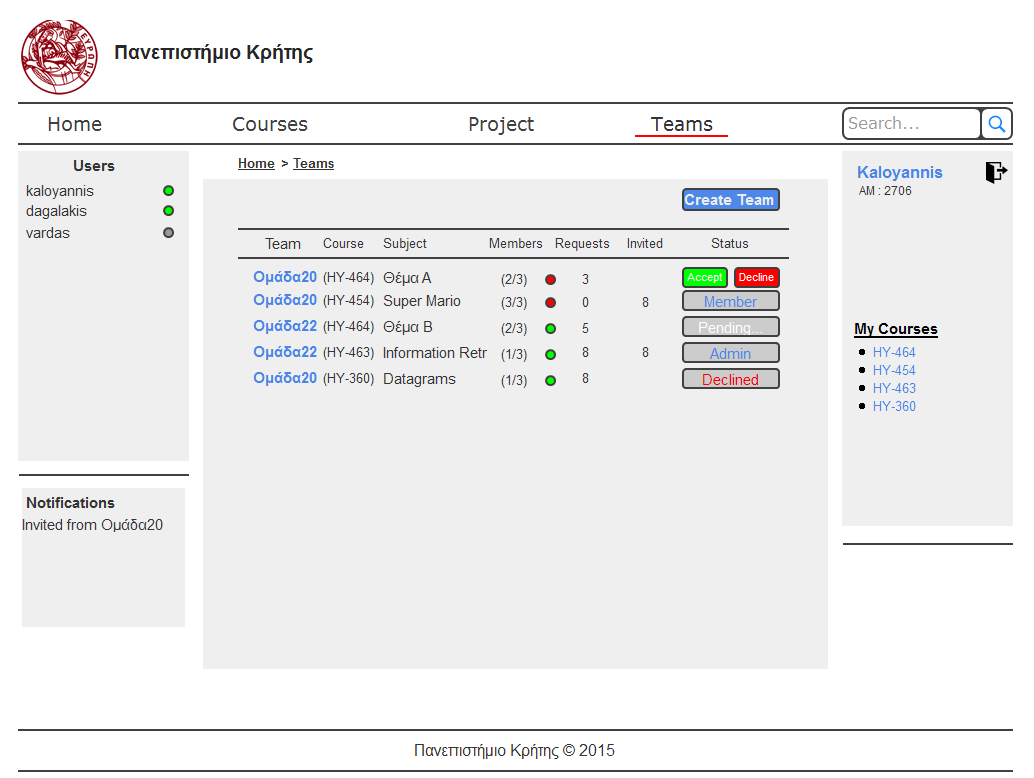 ΕΥΡΩΠΗ
Πανεπιστήμιο Κρήτης
Home Courses Project Teams Search...
Users
kaloyannis
dagalakis
vardas
Notifications
Invited from Ομάδα20
Home > Teams
Create Team
Team Course Subject Members Requests Invited Status
Ομάδα20 (HY-464) Θέμα Α (2/3) 3 Accept Decline
Ομάδα20 (HY-454) Super Mario (3/3) 0 8 Member
Ομάδα22 (HY-464) Θέμα Β (2/3) 5 Pending...
Ομάδα22 (HY-463) Information Retr (1/3) 8 8 Admin
Ομάδα20 (HY-360) Datagrams (1/3) 8 Declined
Kaloyannis
AM : 2706
My Courses
HY-464
HY-454
HY-463
HY-360
Πανεπιστήμιο Κρήτης © 2015